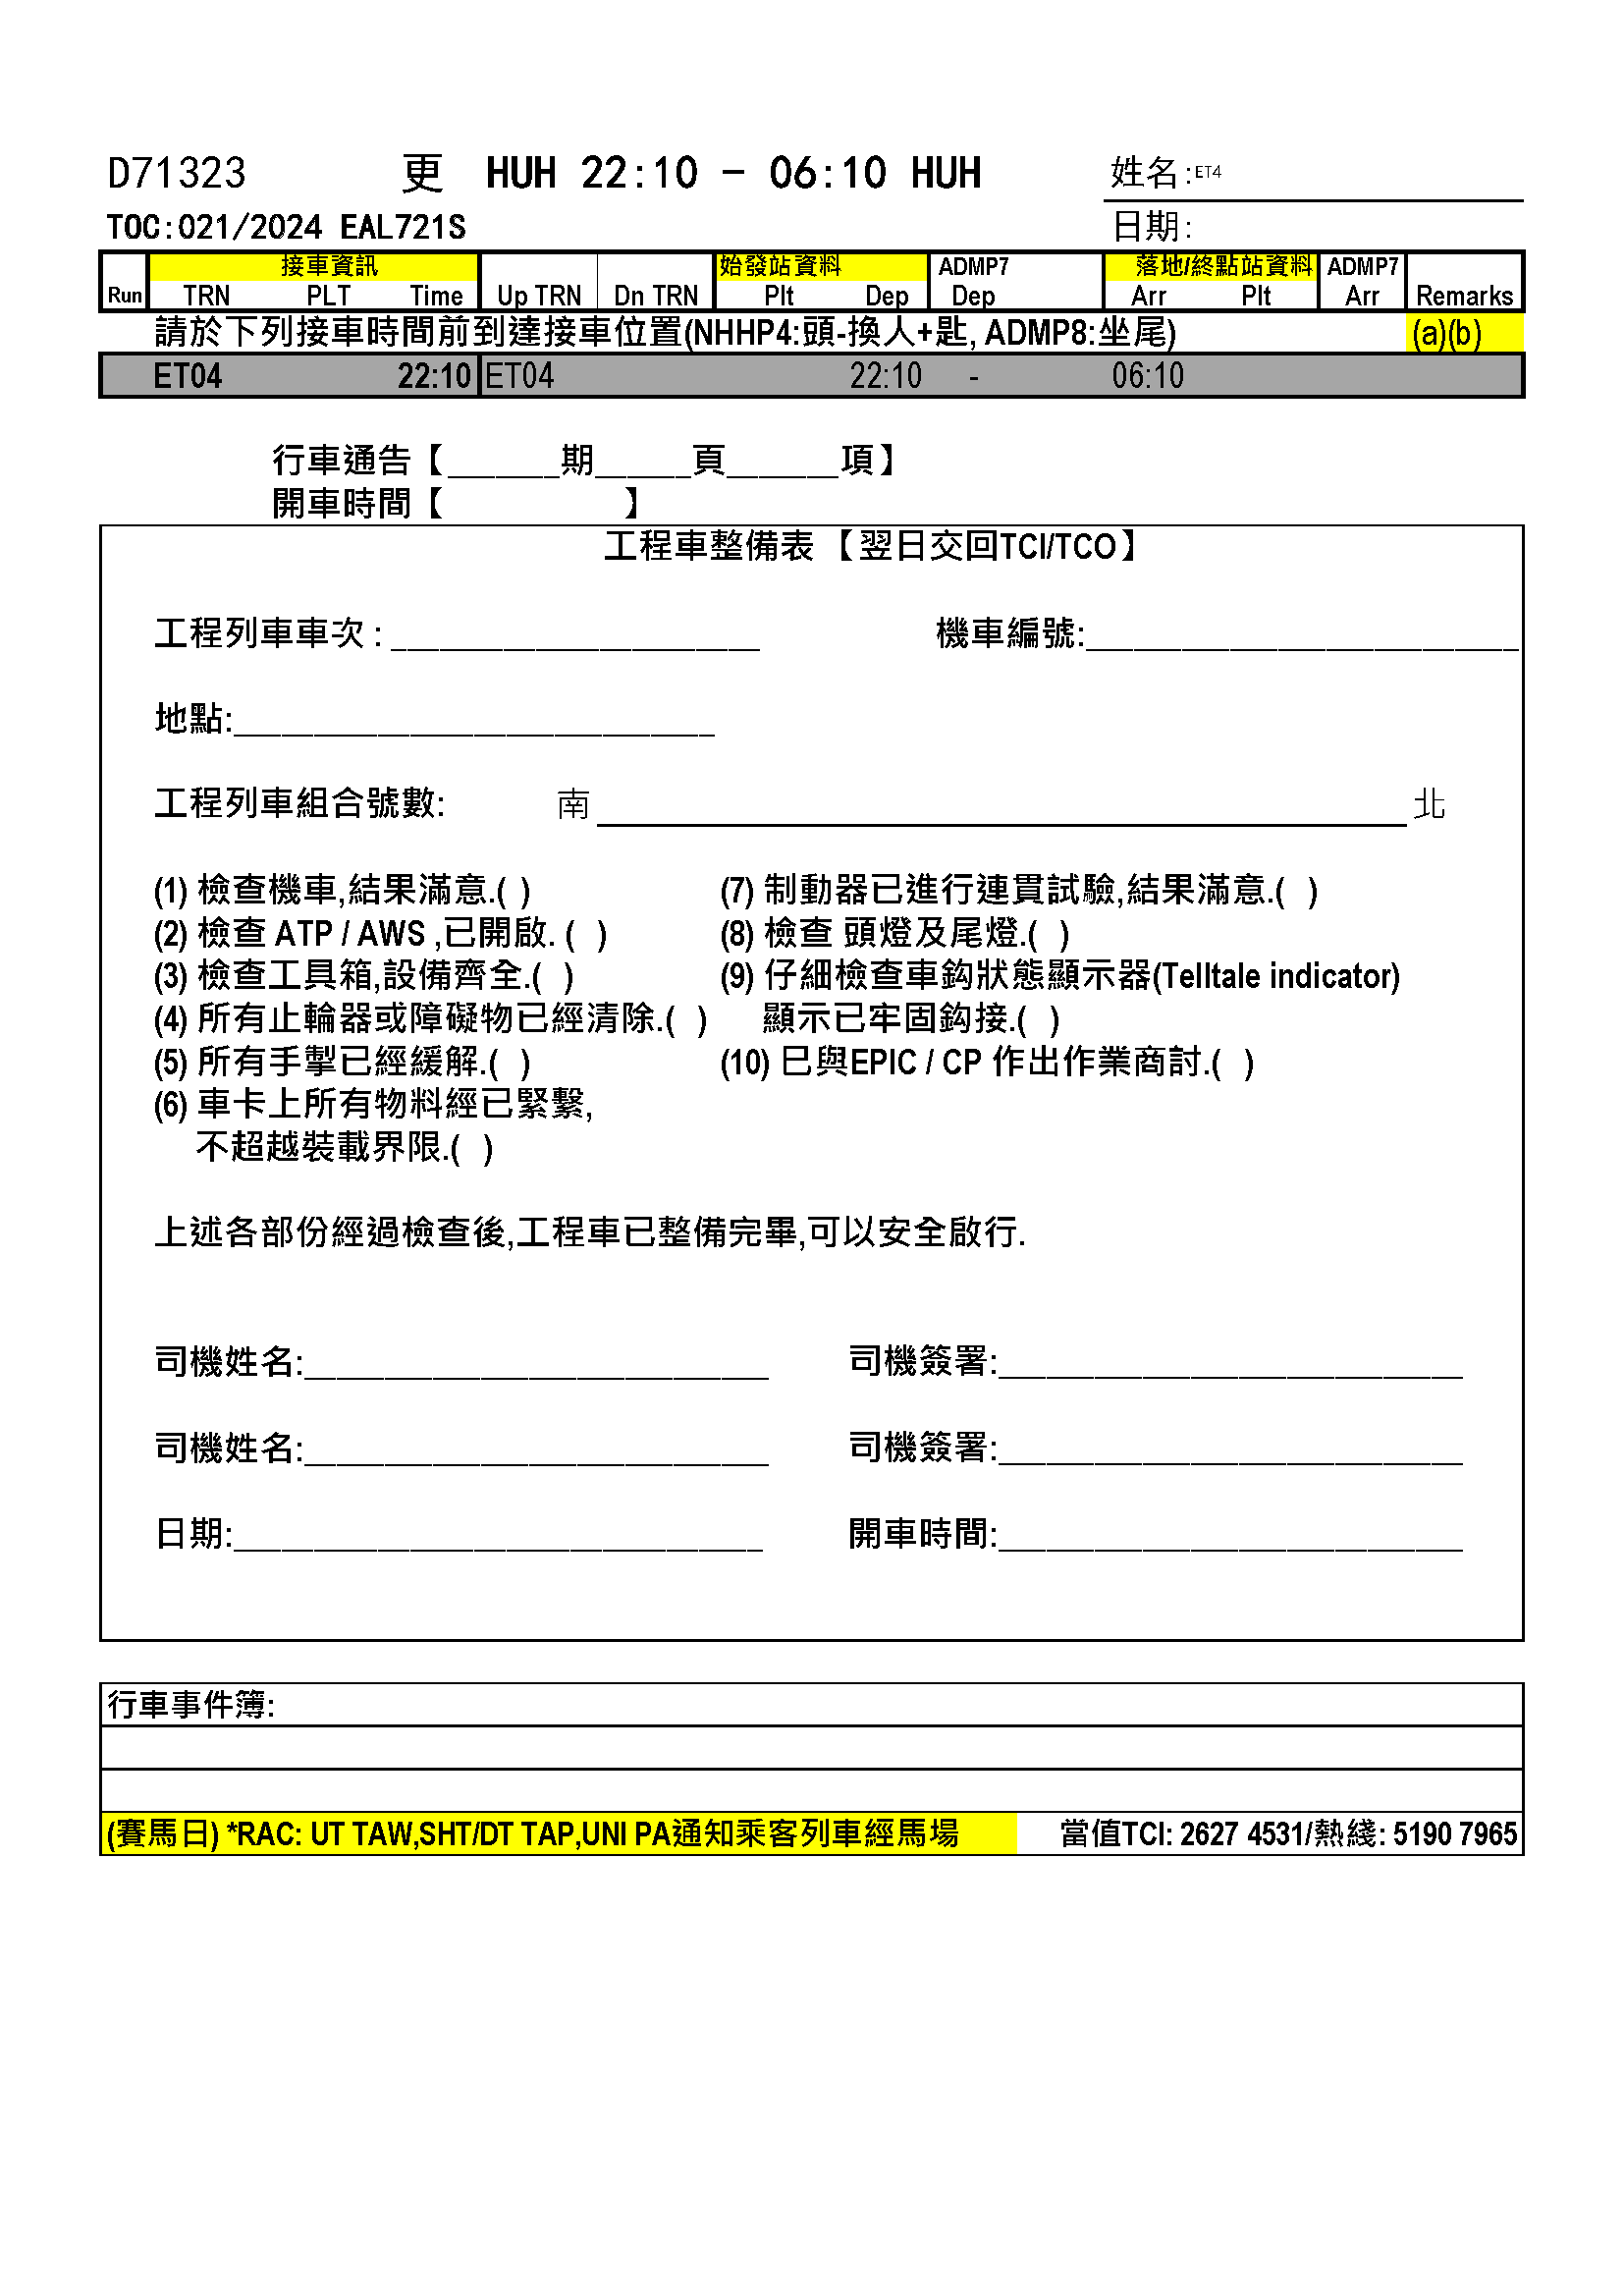 D71323 更 HUH 22:10 - 06:10 HUH 姓名:ET4
TOC:021/2024 EAL721S 日期:
接車資訊 始發站資料 ADMP7 落地/終點站資料 ADMP7
Run TRN PLT Time Up TRN Dn TRN Plt Dep Dep Arr Plt Arr Remarks
請於下列接車時間前到達接車位置(NHHP4:頭-換人+匙, ADMP8:坐尾) (a)(b)
ET04 22:10 ET04 22:10 - 06:10
行車通告【_______期______頁_______項】
開車時間【 】
工程車整備表 【翌日交回TCI/TCO】
工程列車車次 : _______________________ 機車編號:___________________________
地點:______________________________
工程列車組合號數: 南 北
(1) 檢查機車,結果滿意.( ) (7) 制動器已進行連貫試驗,結果滿意.( )
(2) 檢查 ATP / AWS ,已開啟. ( ) (8) 檢查 頭燈及尾燈.( )
(3) 檢查工具箱,設備齊全.( ) (9) 仔細檢查車鈎狀態顯示器(Telltale indicator)
(4) 所有止輪器或障礙物已經清除.( ) 顯示已牢固鈎接.( )
(5) 所有手掣已經緩解.( ) (10) 巳與EPIC / CP 作出作業商討.( )
(6) 車卡上所有物料經已緊繫,
不超越裝載界限.( )
上述各部份經過檢查後,工程車已整備完畢,可以安全啟行.
司機姓名:_____________________________ 司機簽署:_____________________________
司機姓名:_____________________________ 司機簽署:_____________________________
日期:_________________________________ 開車時間:_____________________________
行車事件簿:
(賽馬日) *RAC: UT TAW,SHT/DT TAP,UNI PA通知乘客列車經馬場 當值TCI: 2627 4531/熱綫: 5190 7965